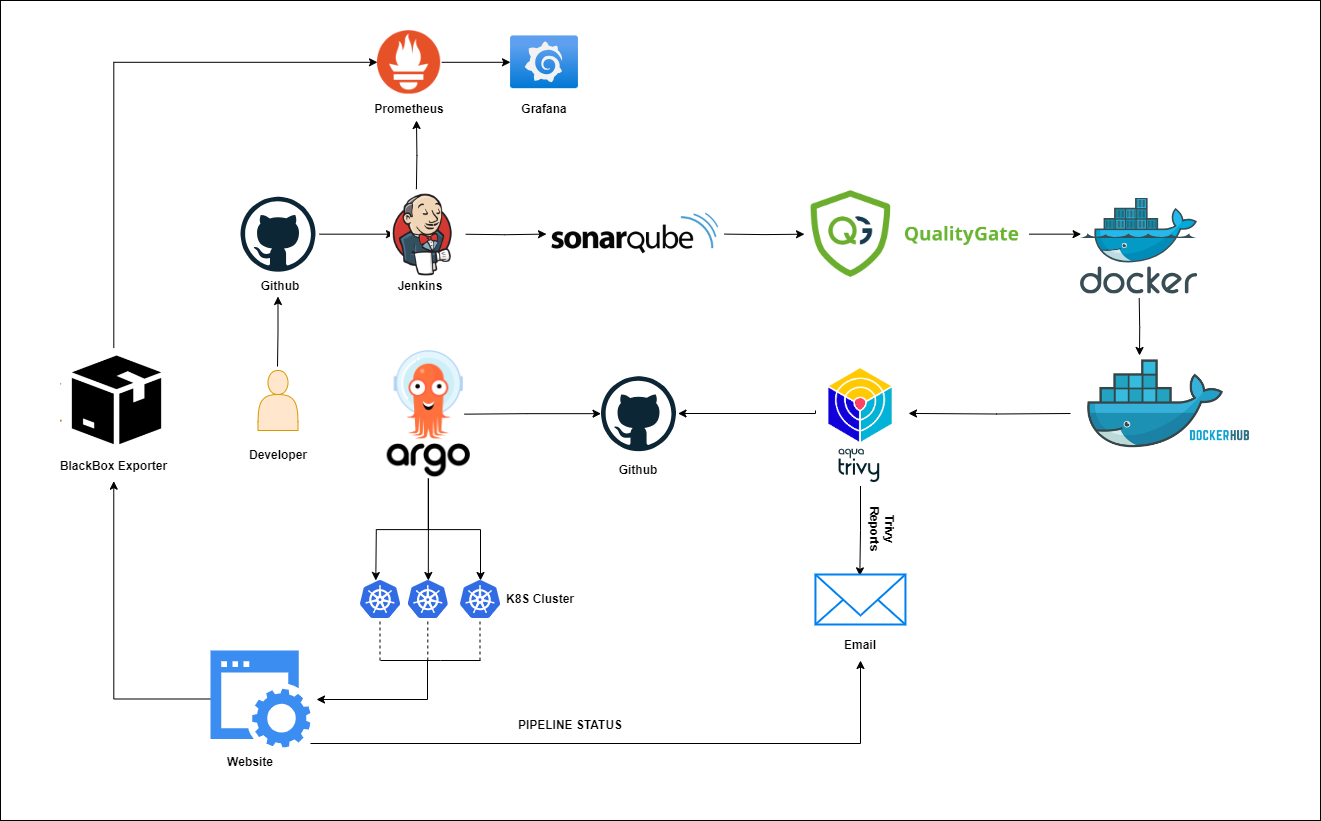 Prometheus
Grafana
Github
Jenkins
sonarqube
QG
QualityGate
docker
BlackBox Exporter
Developer
argo
Github
aqua
trivy
DOCKERHUB
Trivy
Reports
K8S Cluster
Email
PIPELINE STATUS
Website